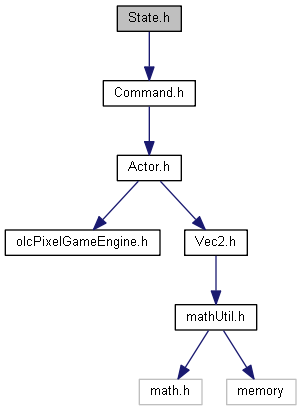 State.h
Command.h
Actor.h
olcPixelGameEngine.h
Vec2.h
mathUtil.h
math.h
memory